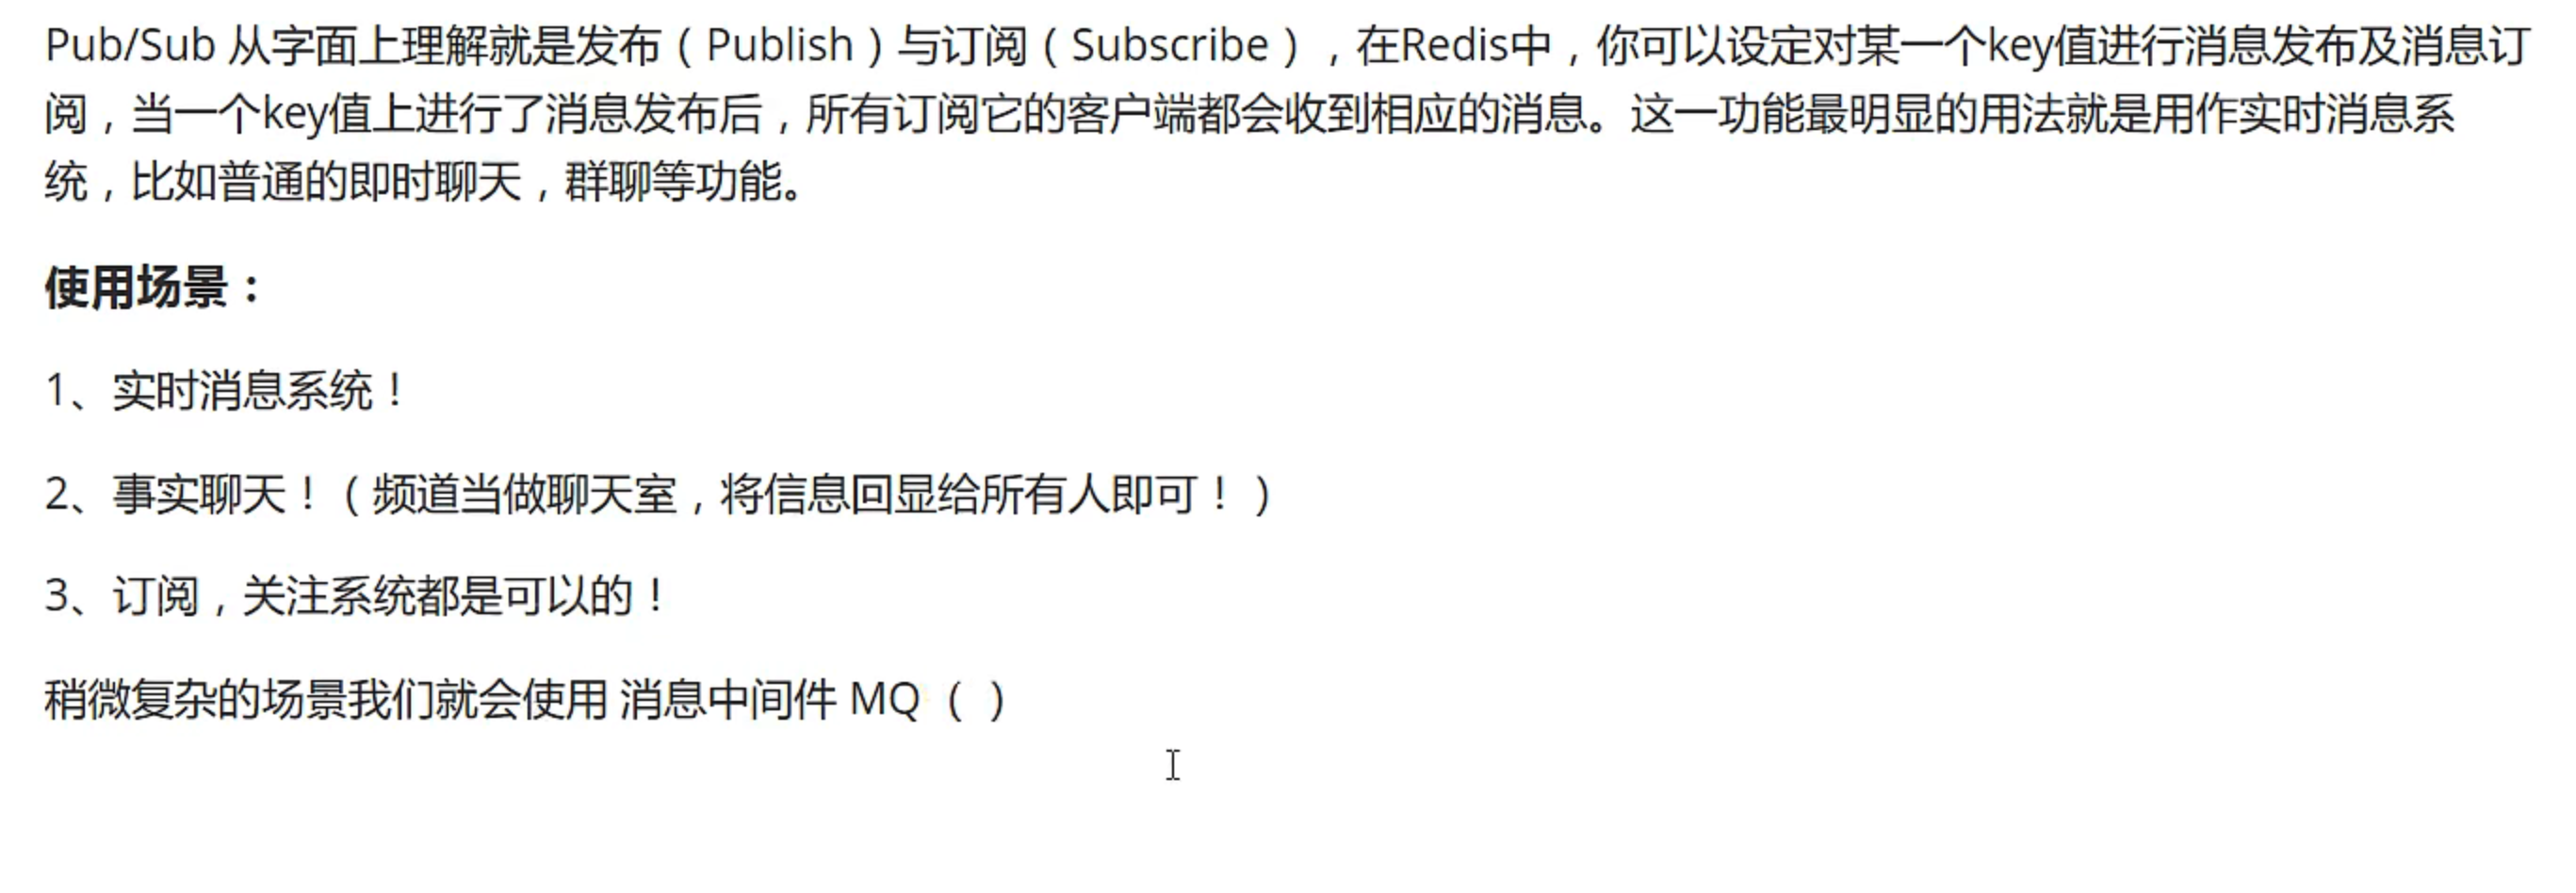 Pub/Sub 从字面上理解就是发布（Publish）与订阅（Subscribe），在Redis中，你可以设定对某一个key值进行消息发布及消息订
阅，当一个key值上进行了消息发布后，所有订阅它的客户端都会收到相应的消息。这一功能最明显的用法就是用作实时消息系
统，比如普通的即时聊天，群聊等功能。
使用场景：
1、实时消息系统！
2、事实聊天！（频道当做聊天室，将信息回显给所有人即可！）
3、订阅，关注系统都是可以的！
稍微复杂的场景我们就会使用 消息中间件 MQ（ ）